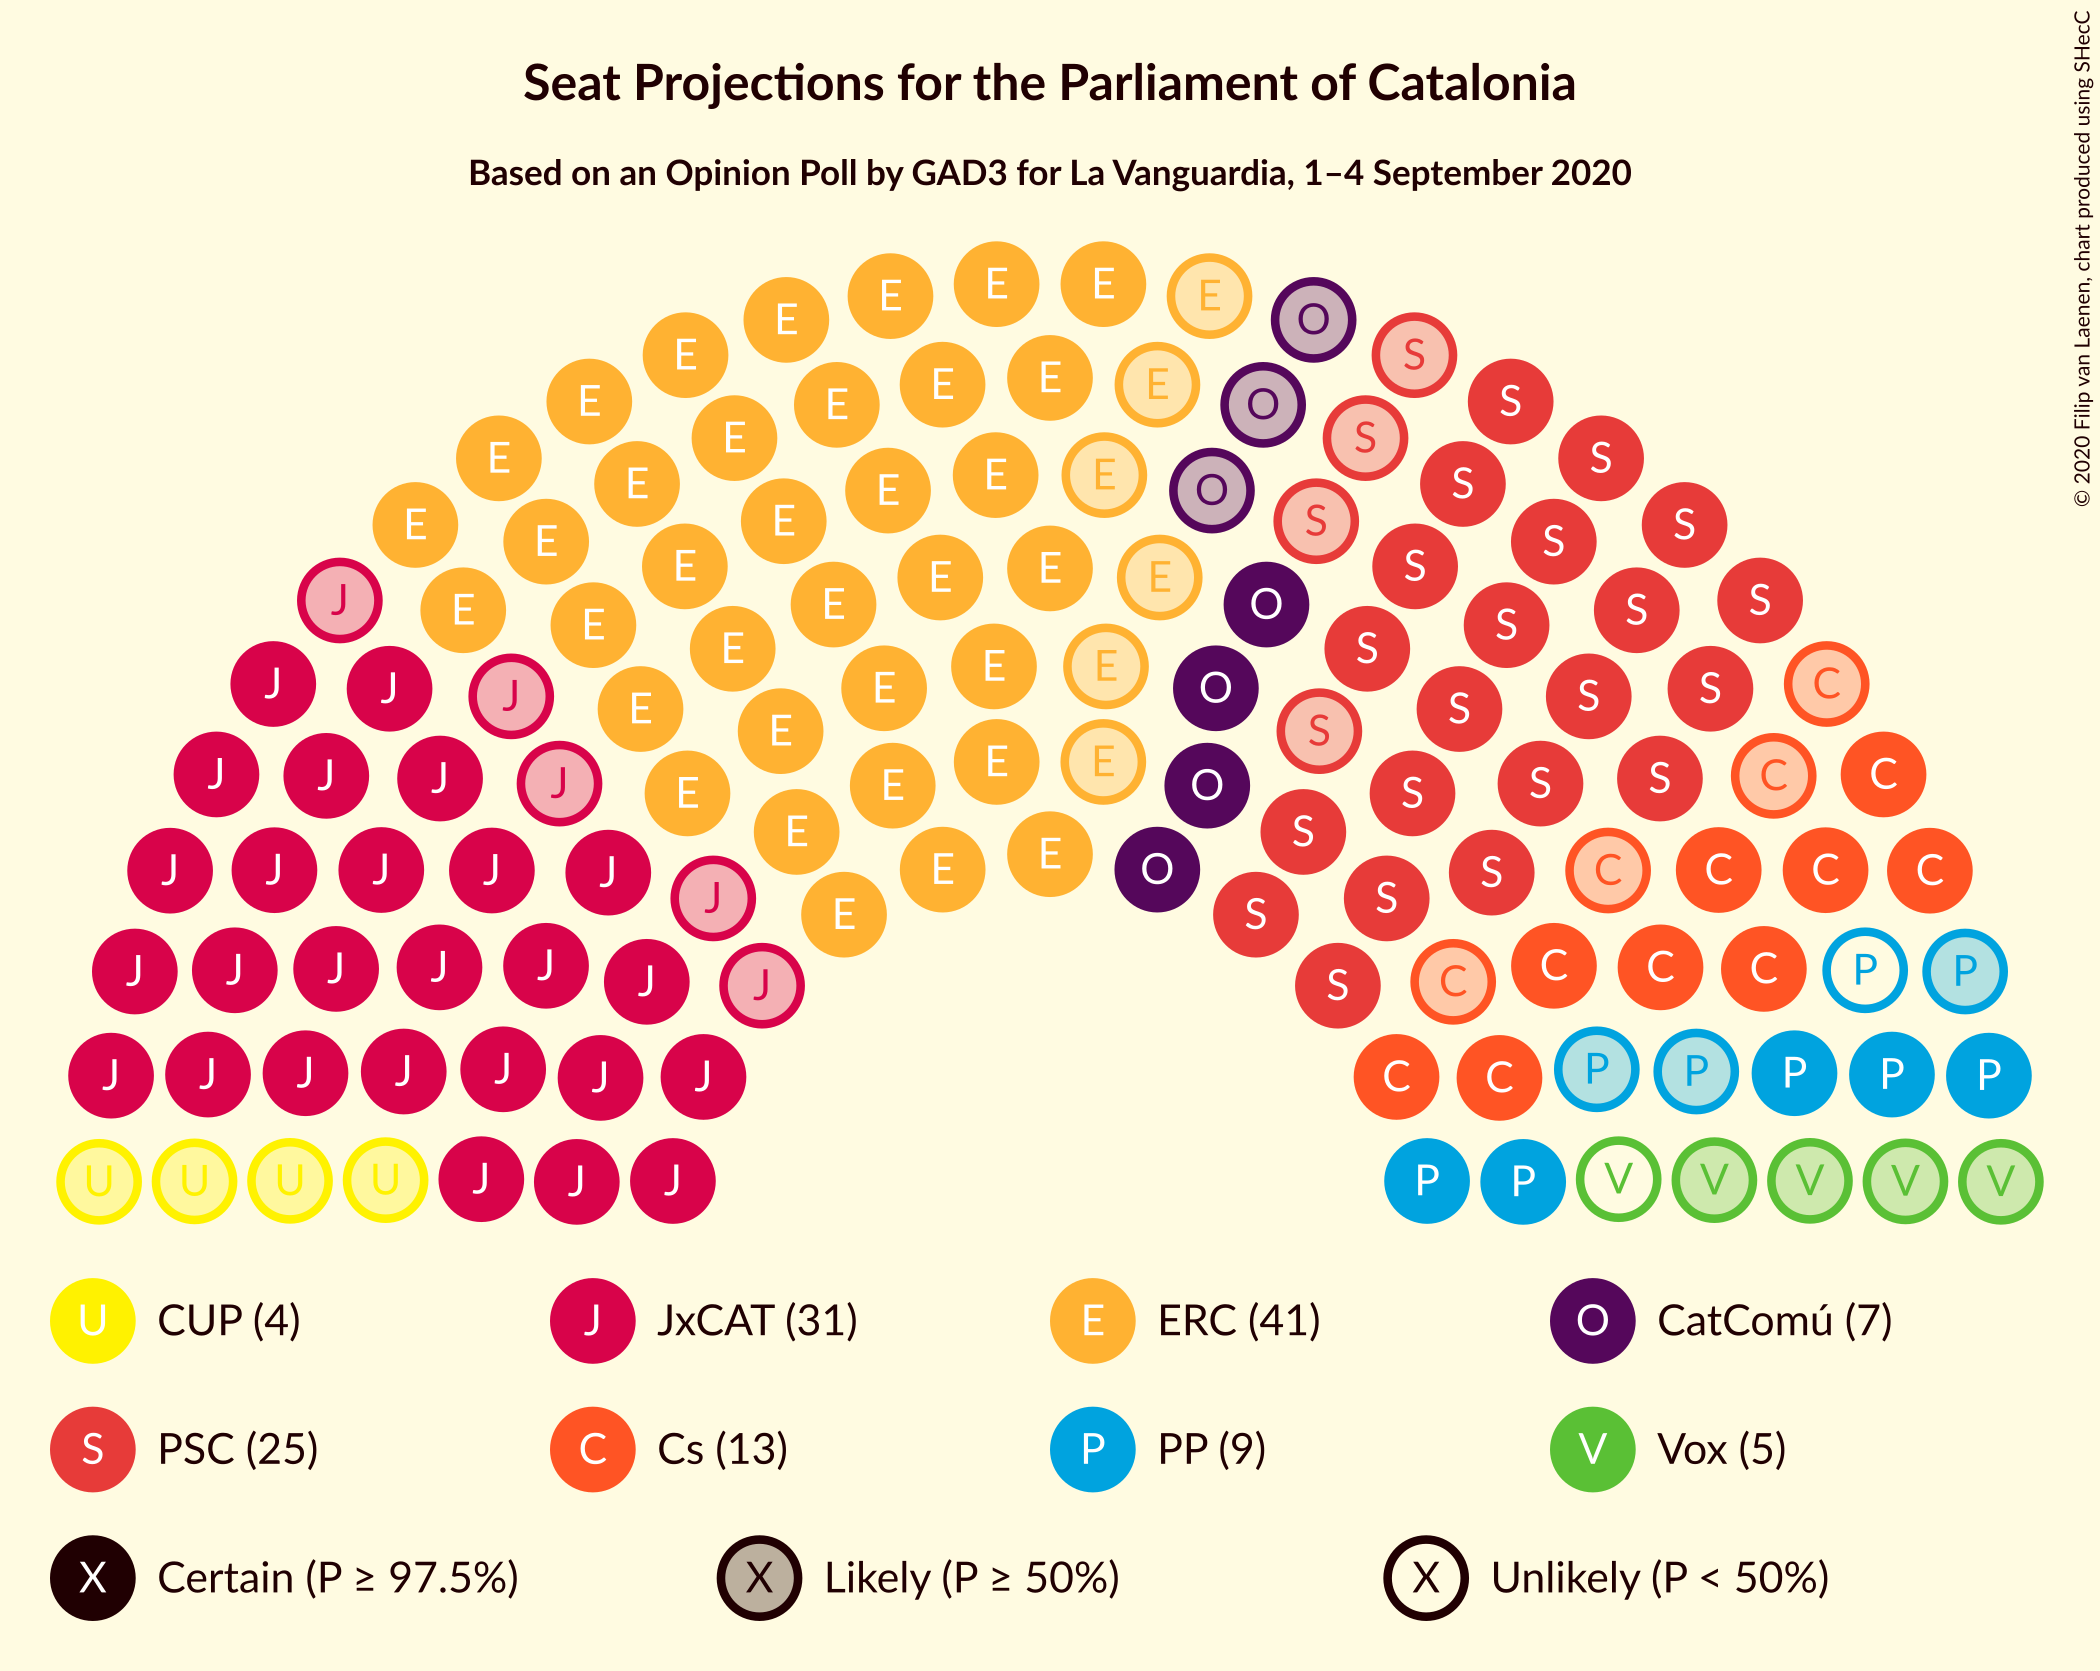 Seat Projections for the Parliament of Catalonia
Based on an Opinion Poll by GAD3 for La Vanguardia, 1–4 September 2020
© 2020 Filip van Laenen, chart produced using SHecC
E E E E O
E E S
E E E E O S
E E E S S
E E E E O S S
E E E S S
E E E E O S S
J E E E S S
J J J E E E O S S C
J J J J E E E O S S S S C C
J J J J J J E E E O S S S C C C C
J J J J J J J E S C C C C P P
J J J J J J J C C P P P P P
U U U U J J J P P V V V V V
U CUP (4) J JxCAT (31) E ERC (41) O CatComú (7)
S PSC (25) C Cs (13) P PP (9) V Vox (5)
X Certain (P ≥ 97.5%) X Likely (P ≥ 50%) X Unlikely (P < 50%)